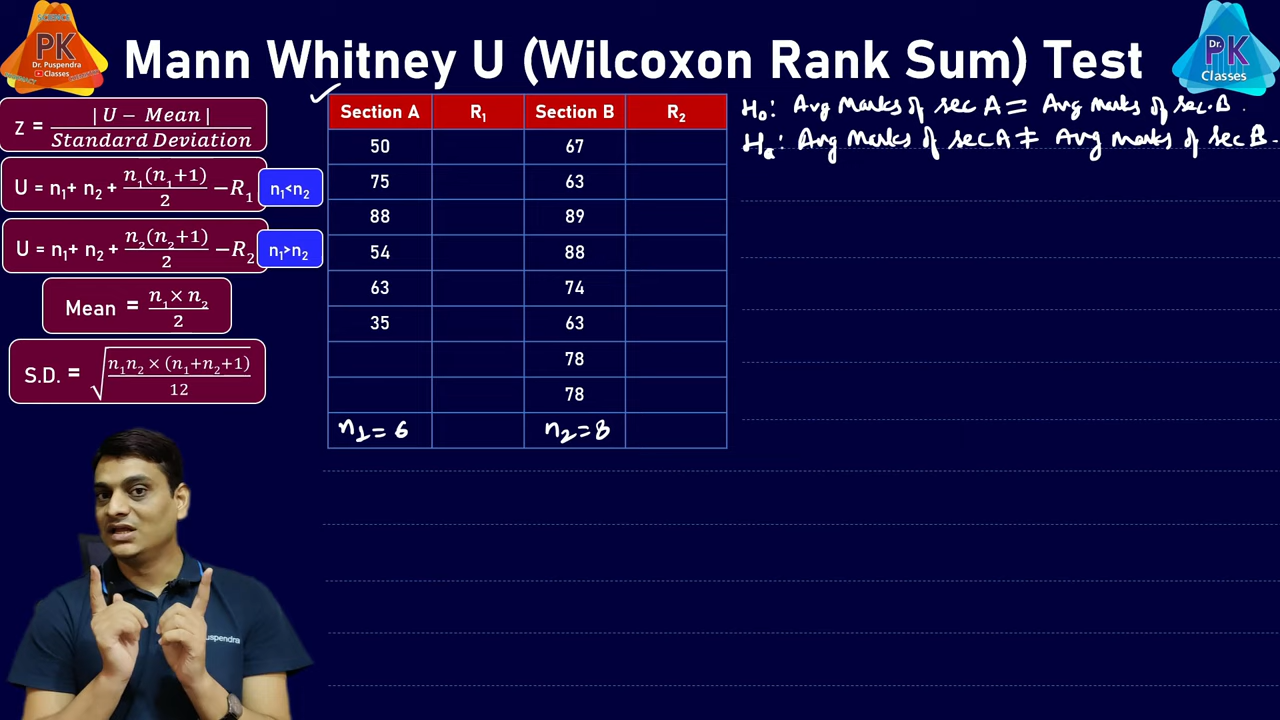 SCIENCE
PK
Dr. Puspendra
Classes
Mann Whitney U (Wilcoxon Rank Sum) Test
Dr.
PK
Classes
z = | U − Mean | / Standard Deviation
U = n₁+ n₂ + n₁(n₁+1)/2 −R₁ n₁<n₂
U = n₁+ n₂ + n₂(n₂+1)/2 −R₂ n₁>n₂
Mean = n₁× n₂/2
S.D. = √n₁n₂ × (n₁+n₂+1)/12
Section A R₁ Section B R₂
50 67
75 63
88 89
54 88
63 74
35 63
78
78
n₁ = 6 n₂ = 8
H₀: Avg Marks of sec A = Avg marks of sec. B.
Hₐ: Avg Marks of sec A ≠ Avg marks of sec B.
uspendra